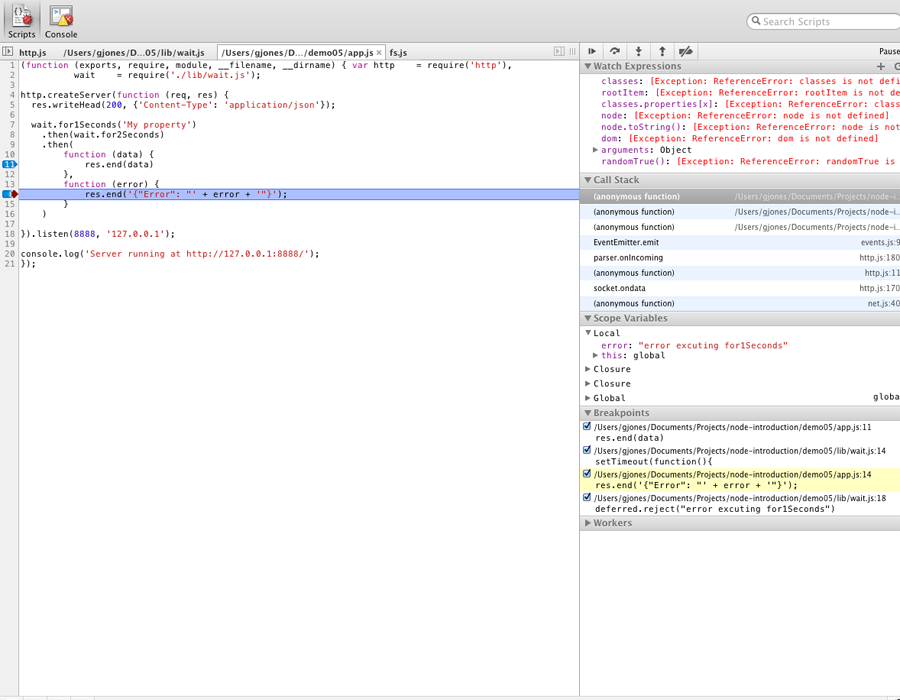 Scripts Console
Search Scripts
http.js /Users/gjones/D...05/lib/wait.js /Users/gjones/D.../demo05/app.js × fs.js
1 (function (exports, require, module, __filename, __dirname) { var http    = require('http'),
2 wait    = require('./lib/wait.js');
3
4 http.createServer(function (req, res) {
5 res.writeHead(200, {'Content-Type': 'application/json'});
6
7 wait.for1Seconds('My property')
8 .then(wait.for2Seconds)
9 .then(
10 function (data) {
11 res.end(data)
12 },
13 function (error) {
res.end('{"Error": "' + error + '"}');
15 }
16 )
17
18 }).listen(8888, '127.0.0.1');
19
20 console.log('Server running at http://127.0.0.1:8888/');
21 });
Pause
Watch Expressions
classes: [Exception: ReferenceError: classes is not defi
rootItem: [Exception: ReferenceError: rootItem is not de
classes.properties[x]: [Exception: ReferenceError: class
node: [Exception: ReferenceError: node is not defined]
node.toString(): [Exception: ReferenceError: node is not
dom: [Exception: ReferenceError: dom is not defined]
arguments: Object
randomTrue(): [Exception: ReferenceError: randomTrue is
Call Stack
(anonymous function) /Users/gjones/Documents/Projects/node-i...
(anonymous function) /Users/gjones/Documents/Projects/node-i...
(anonymous function) /Users/gjones/Documents/Projects/node-i...
EventEmitter.emit events.js:9
parser.onIncoming http.js:180
(anonymous function) http.js:11
socket.ondata http.js:170
(anonymous function) net.js:40
Scope Variables
Local
error: "error excuting for1Seconds"
this: global
Closure
Closure
Global globa
Breakpoints
/Users/gjones/Documents/Projects/node-introduction/demo05/app.js:11
res.end(data)
/Users/gjones/Documents/Projects/node-introduction/demo05/lib/wait.js:14
setTimeout(function(){
/Users/gjones/Documents/Projects/node-introduction/demo05/app.js:14
res.end('{"Error": "' + error + '"}');
/Users/gjones/Documents/Projects/node-introduction/demo05/lib/wait.js:18
deferred.reject("error excuting for1Seconds")
Workers